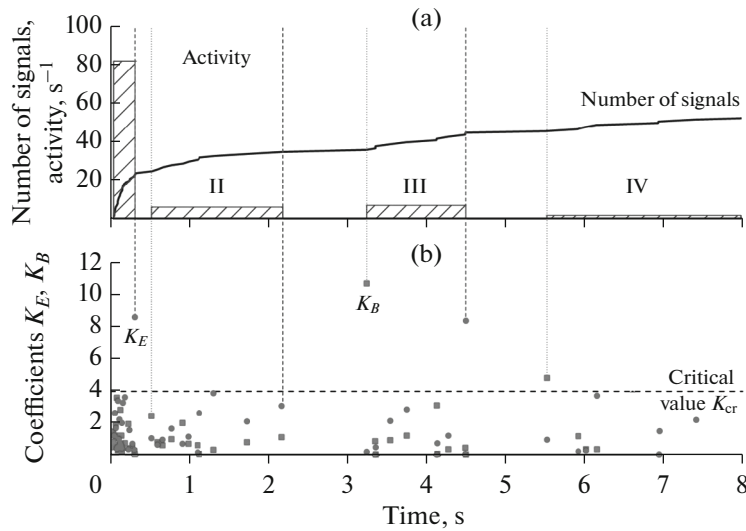 (a)
Number of signals,
activity, s⁻¹
100
80
60
40
20
Activity
Number of signals
II
III
IV
(b)
Coefficients K_E, K_B
12
10
8
6
4
2
K_E
K_B
Critical
value K_cr
0 1 2 3 4 5 6 7 8
Time, s